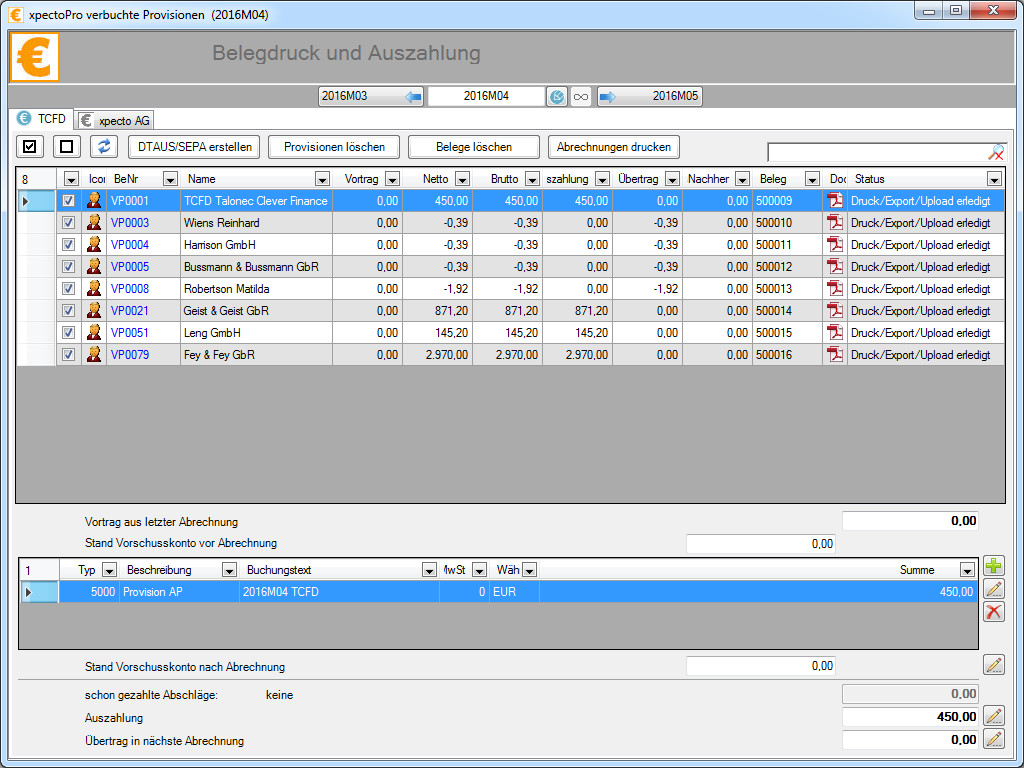 xpectoPro verbuchte Provisionen (2016M04)
Belegdruck und Auszahlung
2016M03 2016M04 2016M05
TCFD xpecto AG
DTAUS/SEPA erstellen Provisionen löschen Belege löschen Abrechnungen drucken
8 Icor BeNr Name Vortrag Netto Brutto szahlung Übertrag Nachher Beleg Doc Status
VP0001 TCFD Talonec Clever Finance 0,00 450,00 450,00 450,00 0,00 0,00 500009 Druck/Export/Upload erledigt
VP0003 Wiens Reinhard 0,00 -0,39 -0,39 0,00 -0,39 0,00 500010 Druck/Export/Upload erledigt
VP0004 Harrison GmbH 0,00 -0,39 -0,39 0,00 -0,39 0,00 500011 Druck/Export/Upload erledigt
VP0005 Bussmann & Bussmann GbR 0,00 -0,39 -0,39 0,00 -0,39 0,00 500012 Druck/Export/Upload erledigt
VP0008 Robertson Matilda 0,00 -1,92 -1,92 0,00 -1,92 0,00 500013 Druck/Export/Upload erledigt
VP0021 Geist & Geist GbR 0,00 871,20 871,20 871,20 0,00 0,00 500014 Druck/Export/Upload erledigt
VP0051 Leng GmbH 0,00 145,20 145,20 145,20 0,00 0,00 500015 Druck/Export/Upload erledigt
VP0079 Fey & Fey GbR 0,00 2.970,00 2.970,00 2.970,00 0,00 0,00 500016 Druck/Export/Upload erledigt
Vortrag aus letzter Abrechnung 0,00
Stand Vorschusskonto vor Abrechnung 0,00
1 Typ Beschreibung Buchungstext MwSt Wäh Summe
5000 Provision AP 2016M04 TCFD 0 EUR 450,00
Stand Vorschusskonto nach Abrechnung 0,00
schon gezahlte Abschläge: keine 0,00
Auszahlung 450,00
Übertrag in nächste Abrechnung 0,00